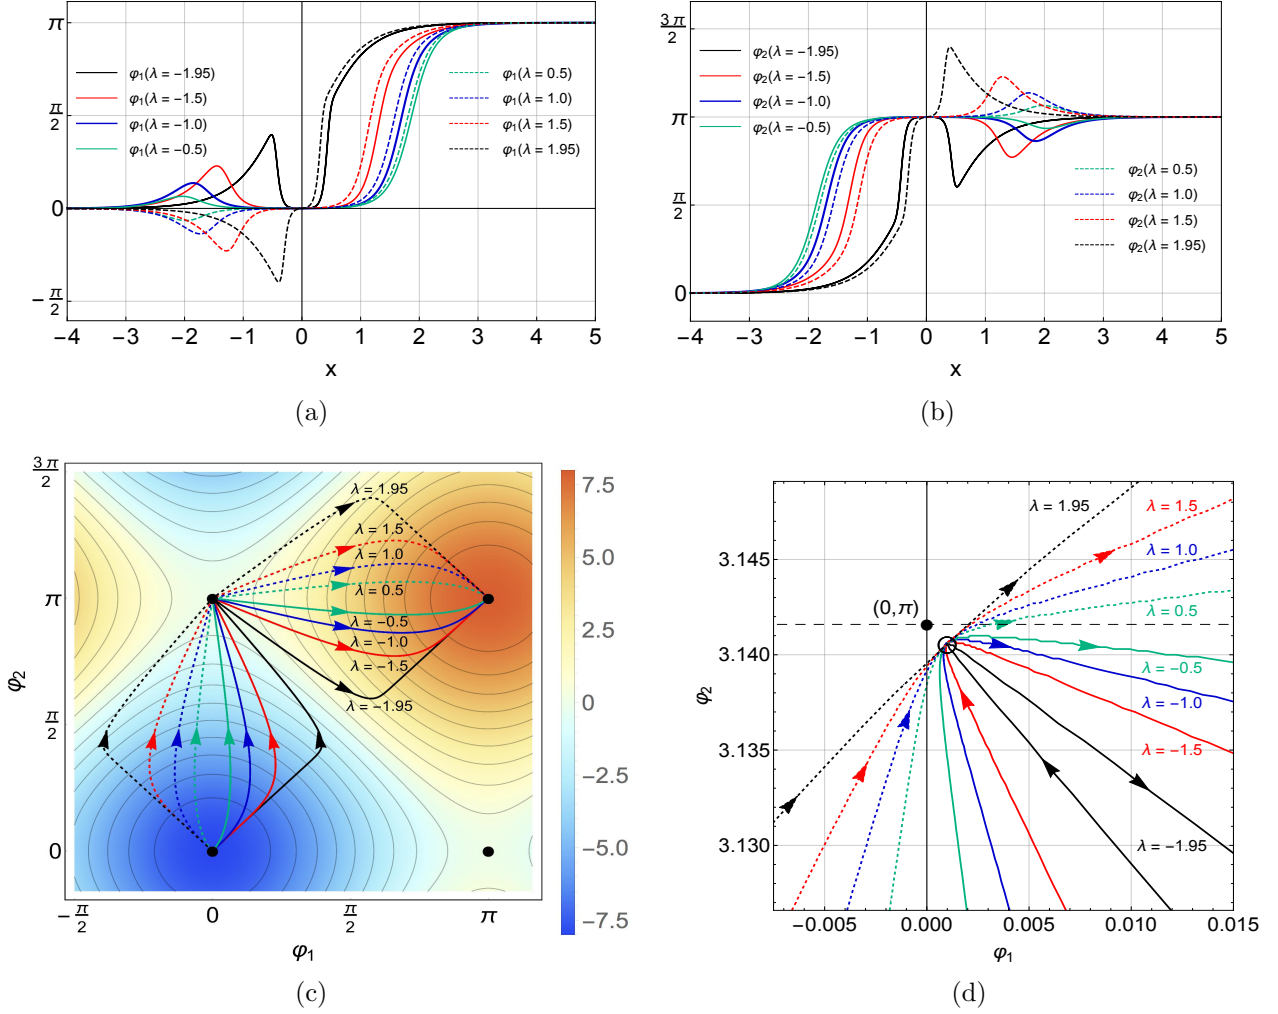 π
π/2
0
−π/2
−4 −3 −2 −1 0 1 2 3 4 5
x
φ₁(λ = −1.95)
φ₁(λ = −1.5)
φ₁(λ = −1.0)
φ₁(λ = −0.5)
φ₁(λ = 0.5)
φ₁(λ = 1.0)
φ₁(λ = 1.5)
φ₁(λ = 1.95)
(a)
3π/2
π
π/2
0
−4 −3 −2 −1 0 1 2 3 4 5
x
φ₂(λ = −1.95)
φ₂(λ = −1.5)
φ₂(λ = −1.0)
φ₂(λ = −0.5)
φ₂(λ = 0.5)
φ₂(λ = 1.0)
φ₂(λ = 1.5)
φ₂(λ = 1.95)
(b)
3π/2
π
φ₂
π/2
0
−π/2 0 π/2 π
φ₁
λ = 1.95
λ = 1.5
λ = 1.0
λ = 0.5
λ = −0.5
λ = −1.0
λ = −1.5
λ = −1.95
7.5
5.0
2.5
0
−2.5
−5.0
−7.5
(c)
3.145
3.140
3.135
3.130
φ₂
−0.005 0.000 0.005 0.010 0.015
φ₁
λ = 1.95
λ = 1.5
λ = 1.0
λ = 0.5
(0,π)
λ = −0.5
λ = −1.0
λ = −1.5
λ = −1.95
(d)